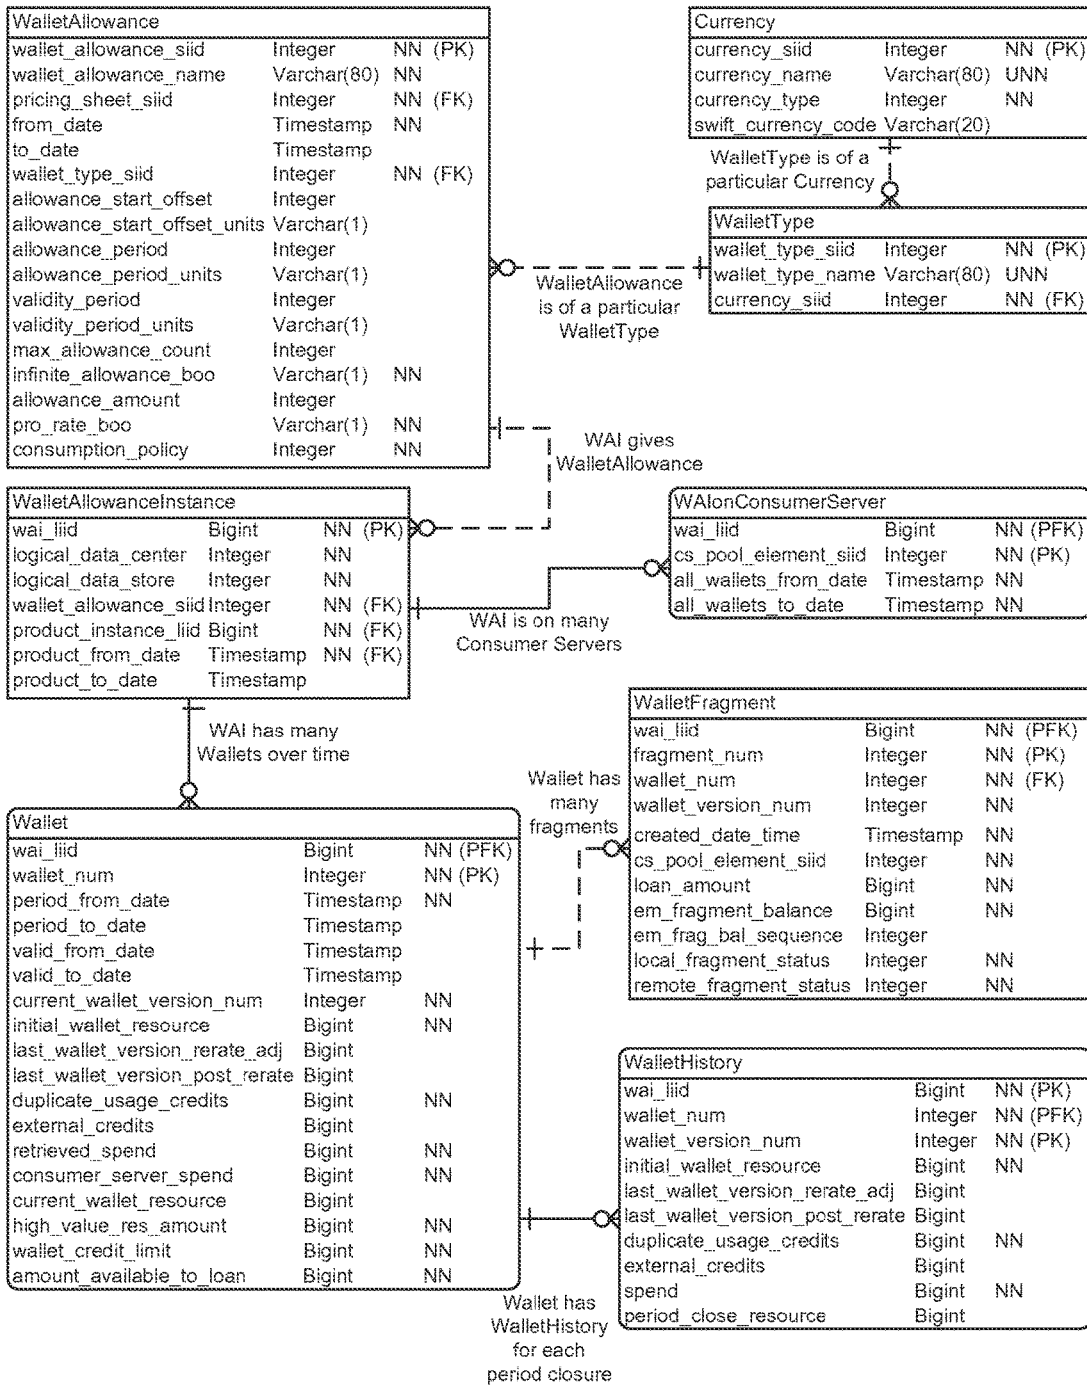 WalletAllowance
wallet_allowance_siid Integer NN (PK)
wallet_allowance_name Varchar(80) NN
pricing_sheet_siid Integer NN (FK)
from_date Timestamp NN
to_date Timestamp
wallet_type_siid Integer NN (FK)
allowance_start_offset Integer
allowance_start_offset_units Varchar(1)
allowance_period Integer
allowance_period_units Varchar(1)
validity_period Integer
validity_period_units Varchar(1)
max_allowance_count Integer
infinite_allowance_boo Varchar(1) NN
allowance_amount Integer
pro_rate_boo Varchar(1) NN
consumption_policy Integer NN
Currency
currency_siid Integer NN (PK)
currency_name Varchar(80) UNN
currency_type Integer NN
swift_currency_code Varchar(20)
WalletType is of a
particular Currency
WalletType
wallet_type_siid Integer NN (PK)
wallet_type_name Varchar(80) UNN
currency_siid Integer NN (FK)
WalletAllowance
is of a particular
WalletType
WAI gives
WalletAllowance
WalletAllowanceInstance
wai_liid Bigint NN (PK)
logical_data_center Integer NN
logical_data_store Integer NN
wallet_allowance_siid Integer NN (FK)
product_instance_liid Bigint NN (FK)
product_from_date Timestamp NN (FK)
product_to_date Timestamp
WAIonConsumerServer
wai_liid Bigint NN (PFK)
cs_pool_element_siid Integer NN (PK)
all_wallets_from_date Timestamp NN
all_wallets_to_date Timestamp NN
WAI is on many
Consumer Servers
WAI has many
Wallets over time
WalletFragment
wai_liid Bigint NN (PFK)
fragment_num Integer NN (PK)
wallet_num Integer NN (FK)
wallet_version_num Integer NN
created_date_time Timestamp NN
cs_pool_element_siid Integer NN
loan_amount Bigint NN
em_fragment_balance Bigint NN
em_frag_bal_sequence Integer
local_fragment_status Integer NN
remote_fragment_status Integer NN
Wallet has
many
fragments
Wallet
wai_liid Bigint NN (PFK)
wallet_num Integer NN (PK)
period_from_date Timestamp NN
period_to_date Timestamp
valid_from_date Timestamp
valid_to_date Timestamp
current_wallet_version_num Integer NN
initial_wallet_resource Bigint NN
last_wallet_version_rerate_adj Bigint
last_wallet_version_post_rerate Bigint
duplicate_usage_credits Bigint NN
external_credits Bigint
retrieved_spend Bigint NN
consumer_server_spend Bigint NN
current_wallet_resource Bigint
high_value_res_amount Bigint NN
wallet_credit_limit Bigint NN
amount_available_to_loan Bigint NN
WalletHistory
wai_liid Bigint NN (PK)
wallet_num Integer NN (PFK)
wallet_version_num Integer NN (PK)
initial_wallet_resource Bigint NN
last_wallet_version_rerate_adj Bigint
last_wallet_version_post_rerate Bigint
duplicate_usage_credits Bigint NN
external_credits Bigint
spend Bigint NN
period_close_resource Bigint
Wallet has
WalletHistory
for each
period closure